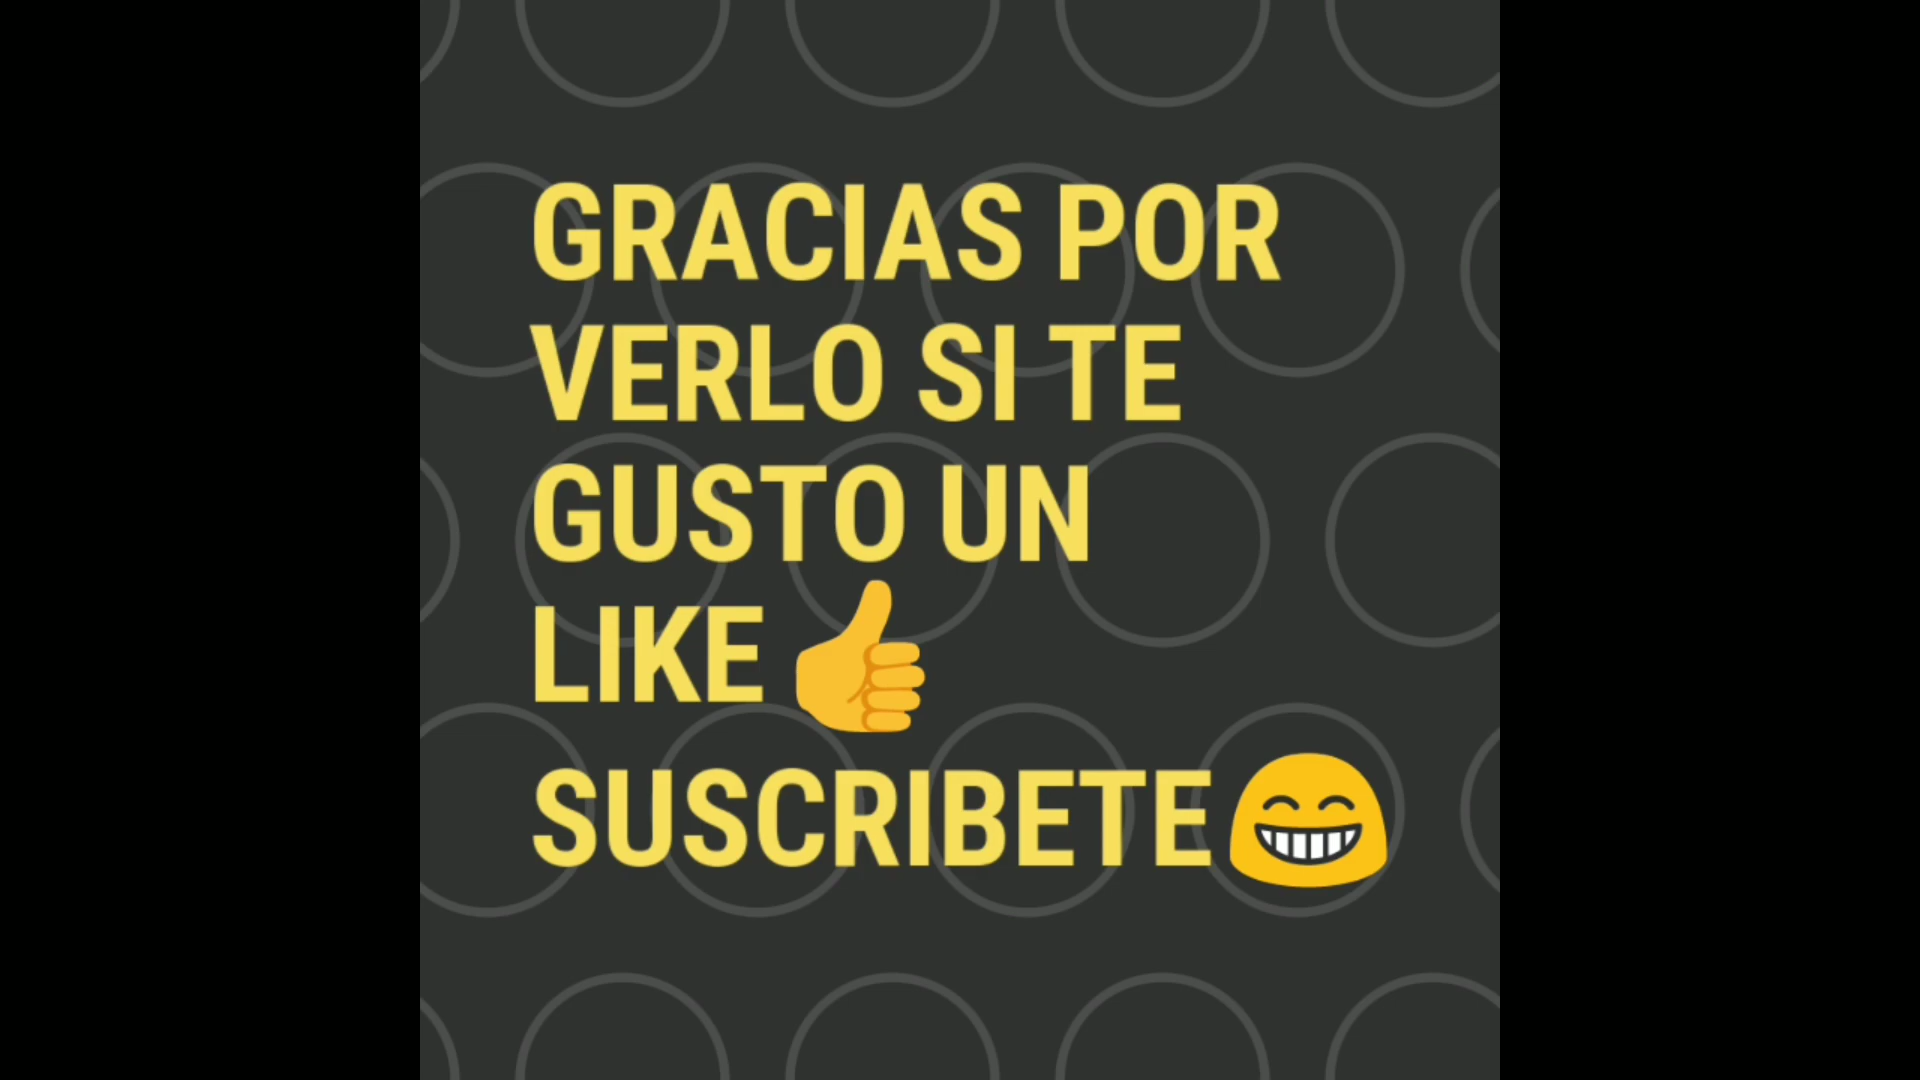 GRACIAS POR
VERLO SI TE
GUSTO UN
LIKE 👍
SUSCRIBETE😁